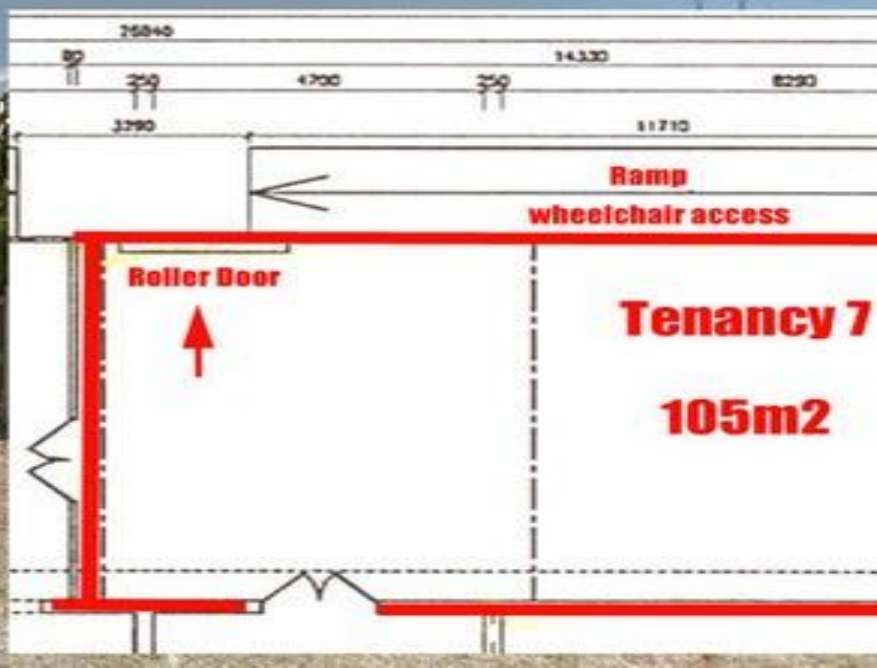 25840
80 14330
250 4700 250 8290
3390 11710
Ramp
wheelchair access
Roller Door
Tenancy 7
105m2